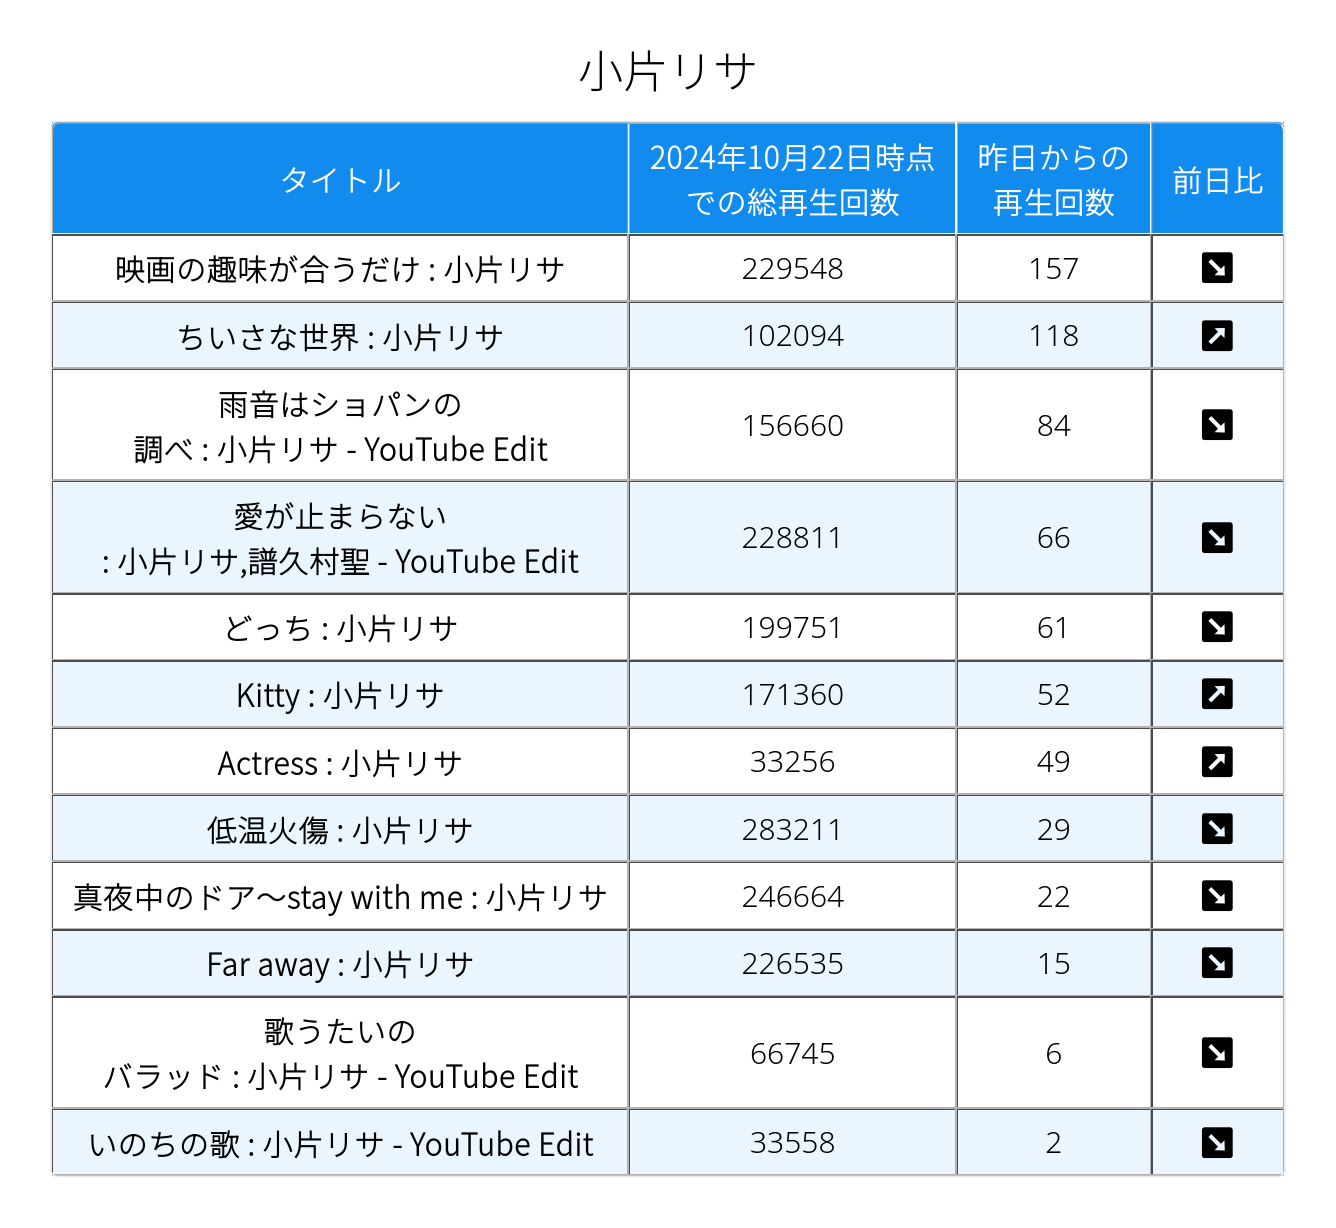 小片リサ
タイトル
2024年10月22日時点
での総再生回数
昨日からの
再生回数
前日比
映画の趣味が合うだけ : 小片リサ
229548
157
ちいさな世界 : 小片リサ
102094
118
雨音はショパンの
調べ : 小片リサ - YouTube Edit
156660
84
愛が止まらない
: 小片リサ,譜久村聖 - YouTube Edit
228811
66
どっち : 小片リサ
199751
61
Kitty : 小片リサ
171360
52
Actress : 小片リサ
33256
49
低温火傷 : 小片リサ
283211
29
真夜中のドア〜stay with me : 小片リサ
246664
22
Far away : 小片リサ
226535
15
歌うたいの
バラッド : 小片リサ - YouTube Edit
66745
6
いのちの歌 : 小片リサ - YouTube Edit
33558
2